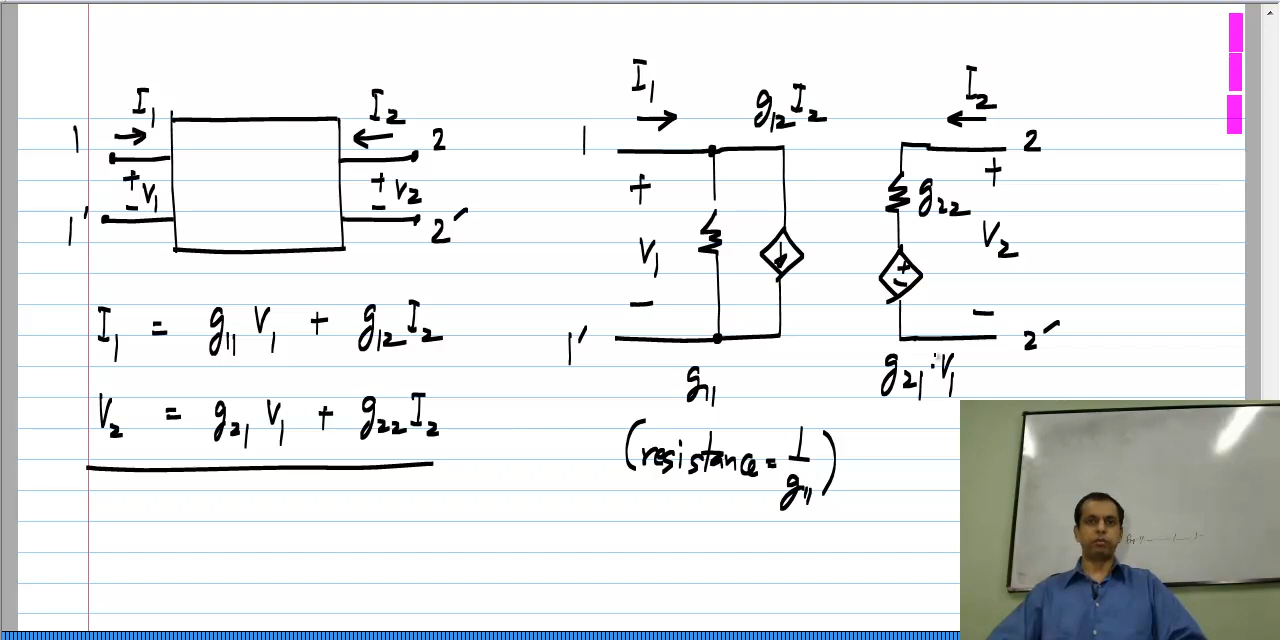 I₁ I₂
1 2
+ V₁ − + V₂ −
1′ 2′
I₁ = g₁₁ V₁ + g₁₂ I₂
V₂ = g₂₁ V₁ + g₂₂ I₂
I₁ g₁₂ I₂ I₂
1 2
+ g₂₂ +
V₁ + − V₂
− −
1′ 2′
g₁₁ g₂₁ · V₁
(resistance = 1/g₁₁)